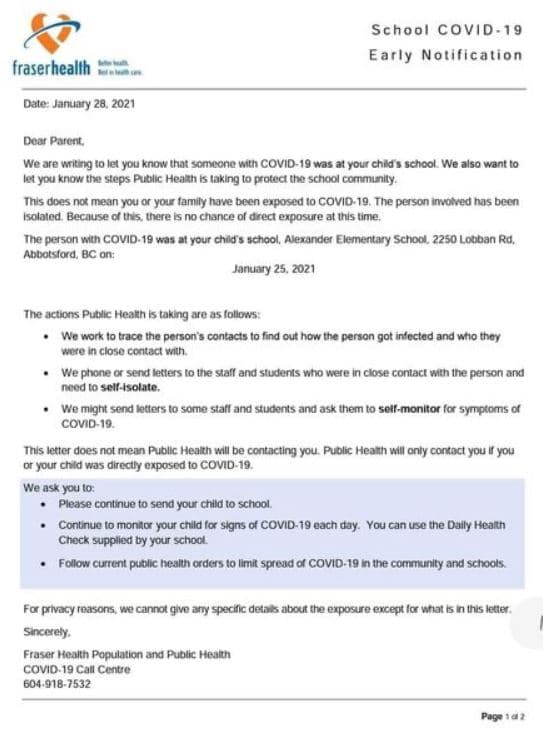 School COVID-19
Early Notification
fraserhealth
Better health.
Best in health care.
Date: January 28, 2021
Dear Parent,
We are writing to let you know that someone with COVID-19 was at your child's school. We also want to
let you know the steps Public Health is taking to protect the school community.
This does not mean you or your family have been exposed to COVID-19. The person involved has been
isolated. Because of this, there is no chance of direct exposure at this time.
The person with COVID-19 was at your child's school, Alexander Elementary School, 2250 Lobban Rd,
Abbotsford, BC on:
January 25, 2021
The actions Public Health is taking are as follows:
• We work to trace the person's contacts to find out how the person got infected and who they
were in close contact with.
• We phone or send letters to the staff and students who were in close contact with the person and
need to self-isolate.
• We might send letters to some staff and students and ask them to self-monitor for symptoms of
COVID-19.
This letter does not mean Public Health will be contacting you. Public Health will only contact you if you
or your child was directly exposed to COVID-19.
We ask you to:
• Please continue to send your child to school.
• Continue to monitor your child for signs of COVID-19 each day. You can use the Daily Health
Check supplied by your school.
• Follow current public health orders to limit spread of COVID-19 in the community and schools.
For privacy reasons, we cannot give any specific details about the exposure except for what is in this letter.
Sincerely,
Fraser Health Population and Public Health
COVID-19 Call Centre
604-918-7532
Page 1 of 2